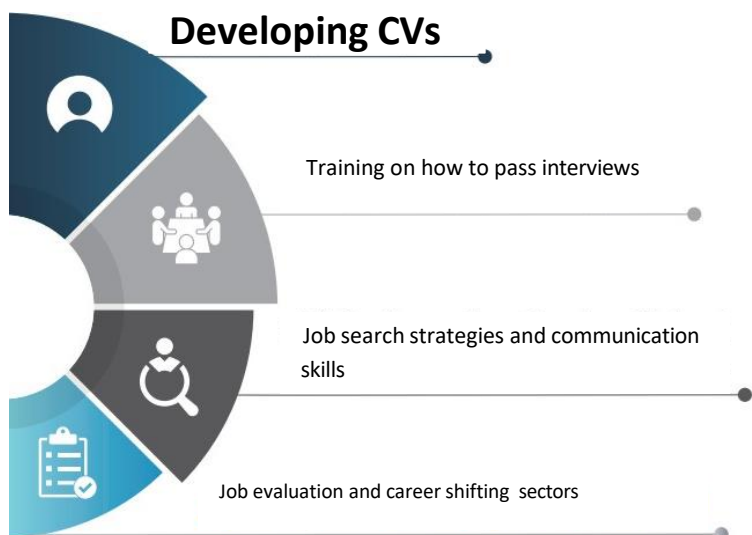 Developing CVs
Training on how to pass interviews
Job search strategies and communication
skills
Job evaluation and career shifting sectors